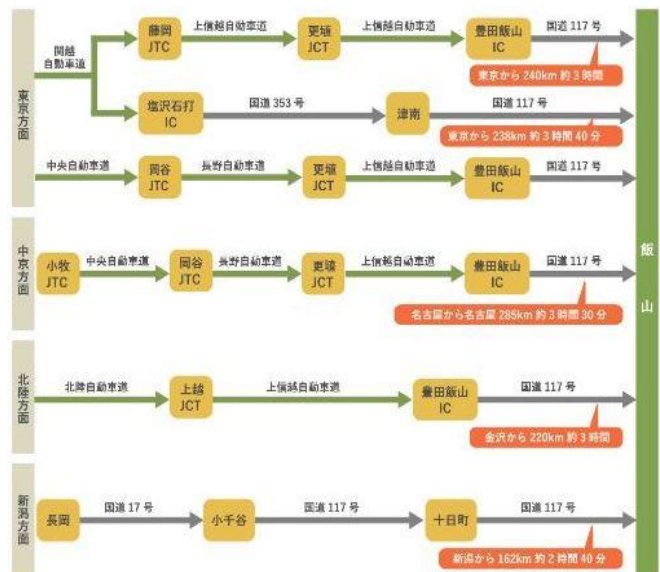 東京方面
関越
自動車道
藤岡
JTC
上信越自動車道
更埴
JCT
上信越自動車道
豊田飯山
IC
国道 117 号
東京から 240km 約 3 時間
塩沢石打
IC
国道 353 号
津南
国道 117 号
東京から 238km 約 3 時間 40 分
中央自動車道
岡谷
JTC
長野自動車道
更埴
JCT
上信越自動車道
豊田飯山
IC
国道 117 号
中京方面
小牧
JTC
中央自動車道
岡谷
JTC
長野自動車道
更埴
JCT
上信越自動車道
豊田飯山
IC
国道 117 号
名古屋から名古屋 285km 約 3 時間 30 分
北陸方面
北陸自動車道
上越
JCT
上信越自動車道
豊田飯山
IC
国道 117 号
金沢から 220km 約 3 時間
新潟方面
長岡
国道 17 号
小千谷
国道 117 号
十日町
国道 117 号
新潟から 162km 約 2 時間 40 分
飯山